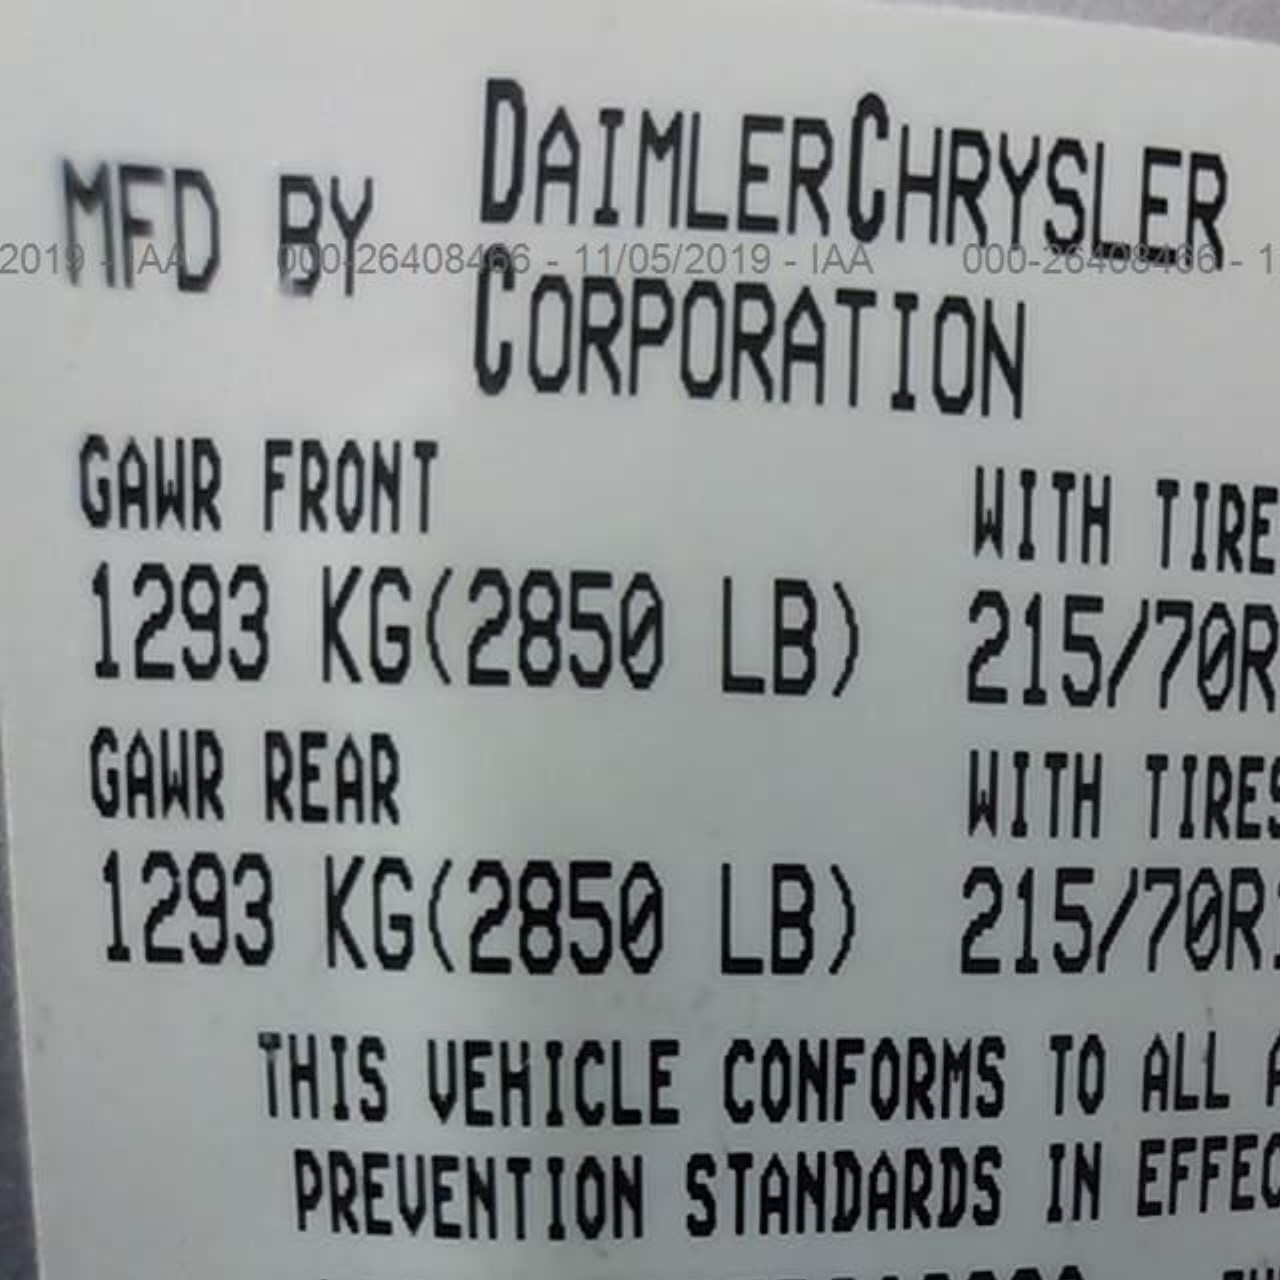 MFD BY DAIMLERCHRYSLER
2019 - IAA 000-26408466 - 11/05/2019 - IAA 000-26408466 - 1
CORPORATION
GAWR FRONT WITH TIRE
1293 KG(2850 LB) 215/70R
GAWR REAR WITH TIRES
1293 KG(2850 LB) 215/70R
THIS VEHICLE CONFORMS TO ALL
PREVENTION STANDARDS IN EFFEC